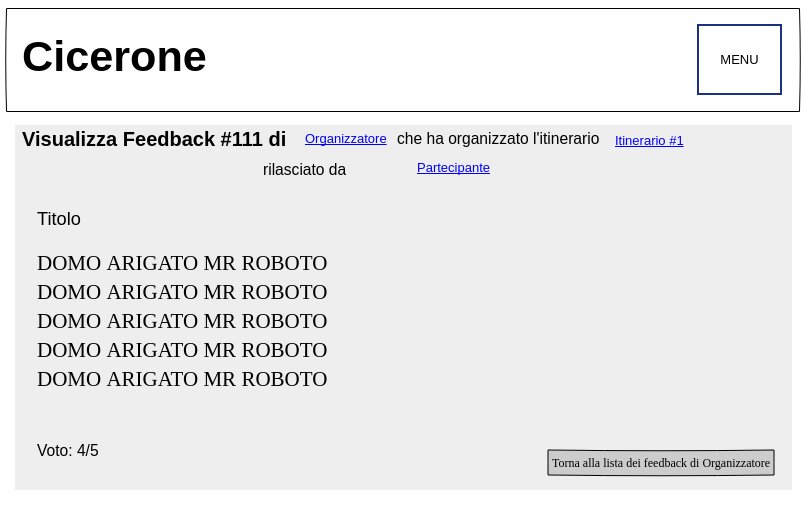 Cicerone
MENU
Visualizza Feedback #111 di Organizzatore che ha organizzato l'itinerario Itinerario #1
rilasciato da Partecipante
Titolo
DOMO ARIGATO MR ROBOTO
DOMO ARIGATO MR ROBOTO
DOMO ARIGATO MR ROBOTO
DOMO ARIGATO MR ROBOTO
DOMO ARIGATO MR ROBOTO
Voto: 4/5
Torna alla lista dei feedback di Organizzatore